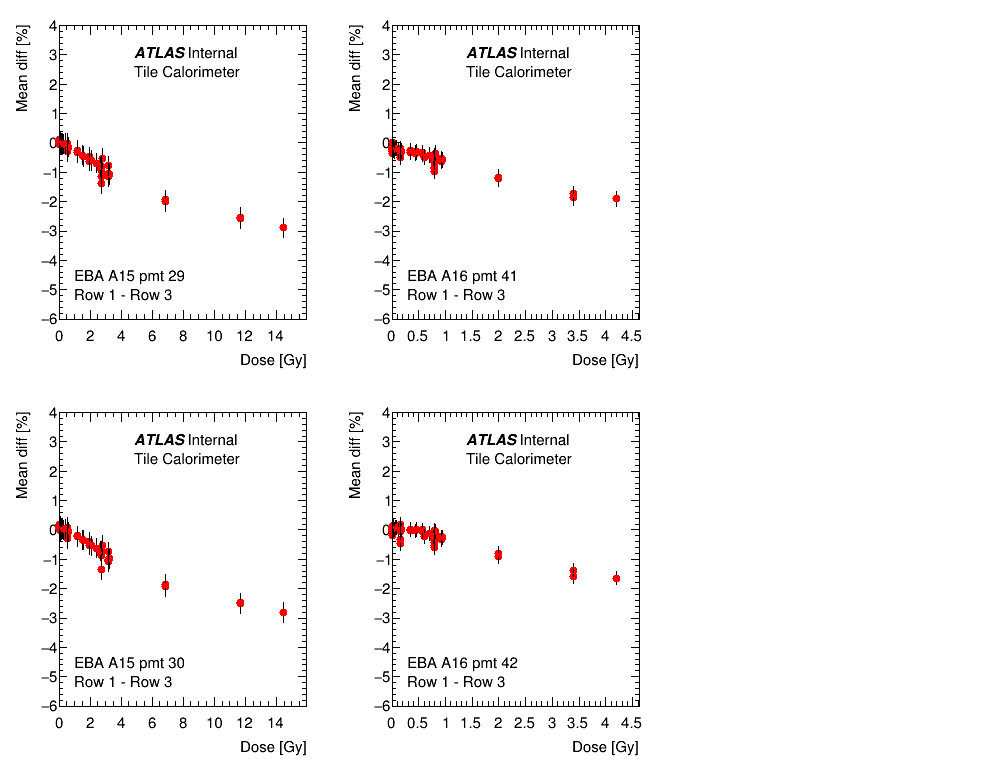 Mean diff [%]
4
3
2
1
0
−1
−2
−3
−4
−5
−6
ATLAS Internal
Tile Calorimeter
EBA A15 pmt 29
Row 1 - Row 3
0 2 4 6 8 10 12 14
Dose [Gy]
Mean diff [%]
4
3
2
1
0
−1
−2
−3
−4
−5
−6
ATLAS Internal
Tile Calorimeter
EBA A16 pmt 41
Row 1 - Row 3
0 0.5 1 1.5 2 2.5 3 3.5 4 4.5
Dose [Gy]
Mean diff [%]
4
3
2
1
0
−1
−2
−3
−4
−5
−6
ATLAS Internal
Tile Calorimeter
EBA A15 pmt 30
Row 1 - Row 3
0 2 4 6 8 10 12 14
Dose [Gy]
Mean diff [%]
4
3
2
1
0
−1
−2
−3
−4
−5
−6
ATLAS Internal
Tile Calorimeter
EBA A16 pmt 42
Row 1 - Row 3
0 0.5 1 1.5 2 2.5 3 3.5 4 4.5
Dose [Gy]